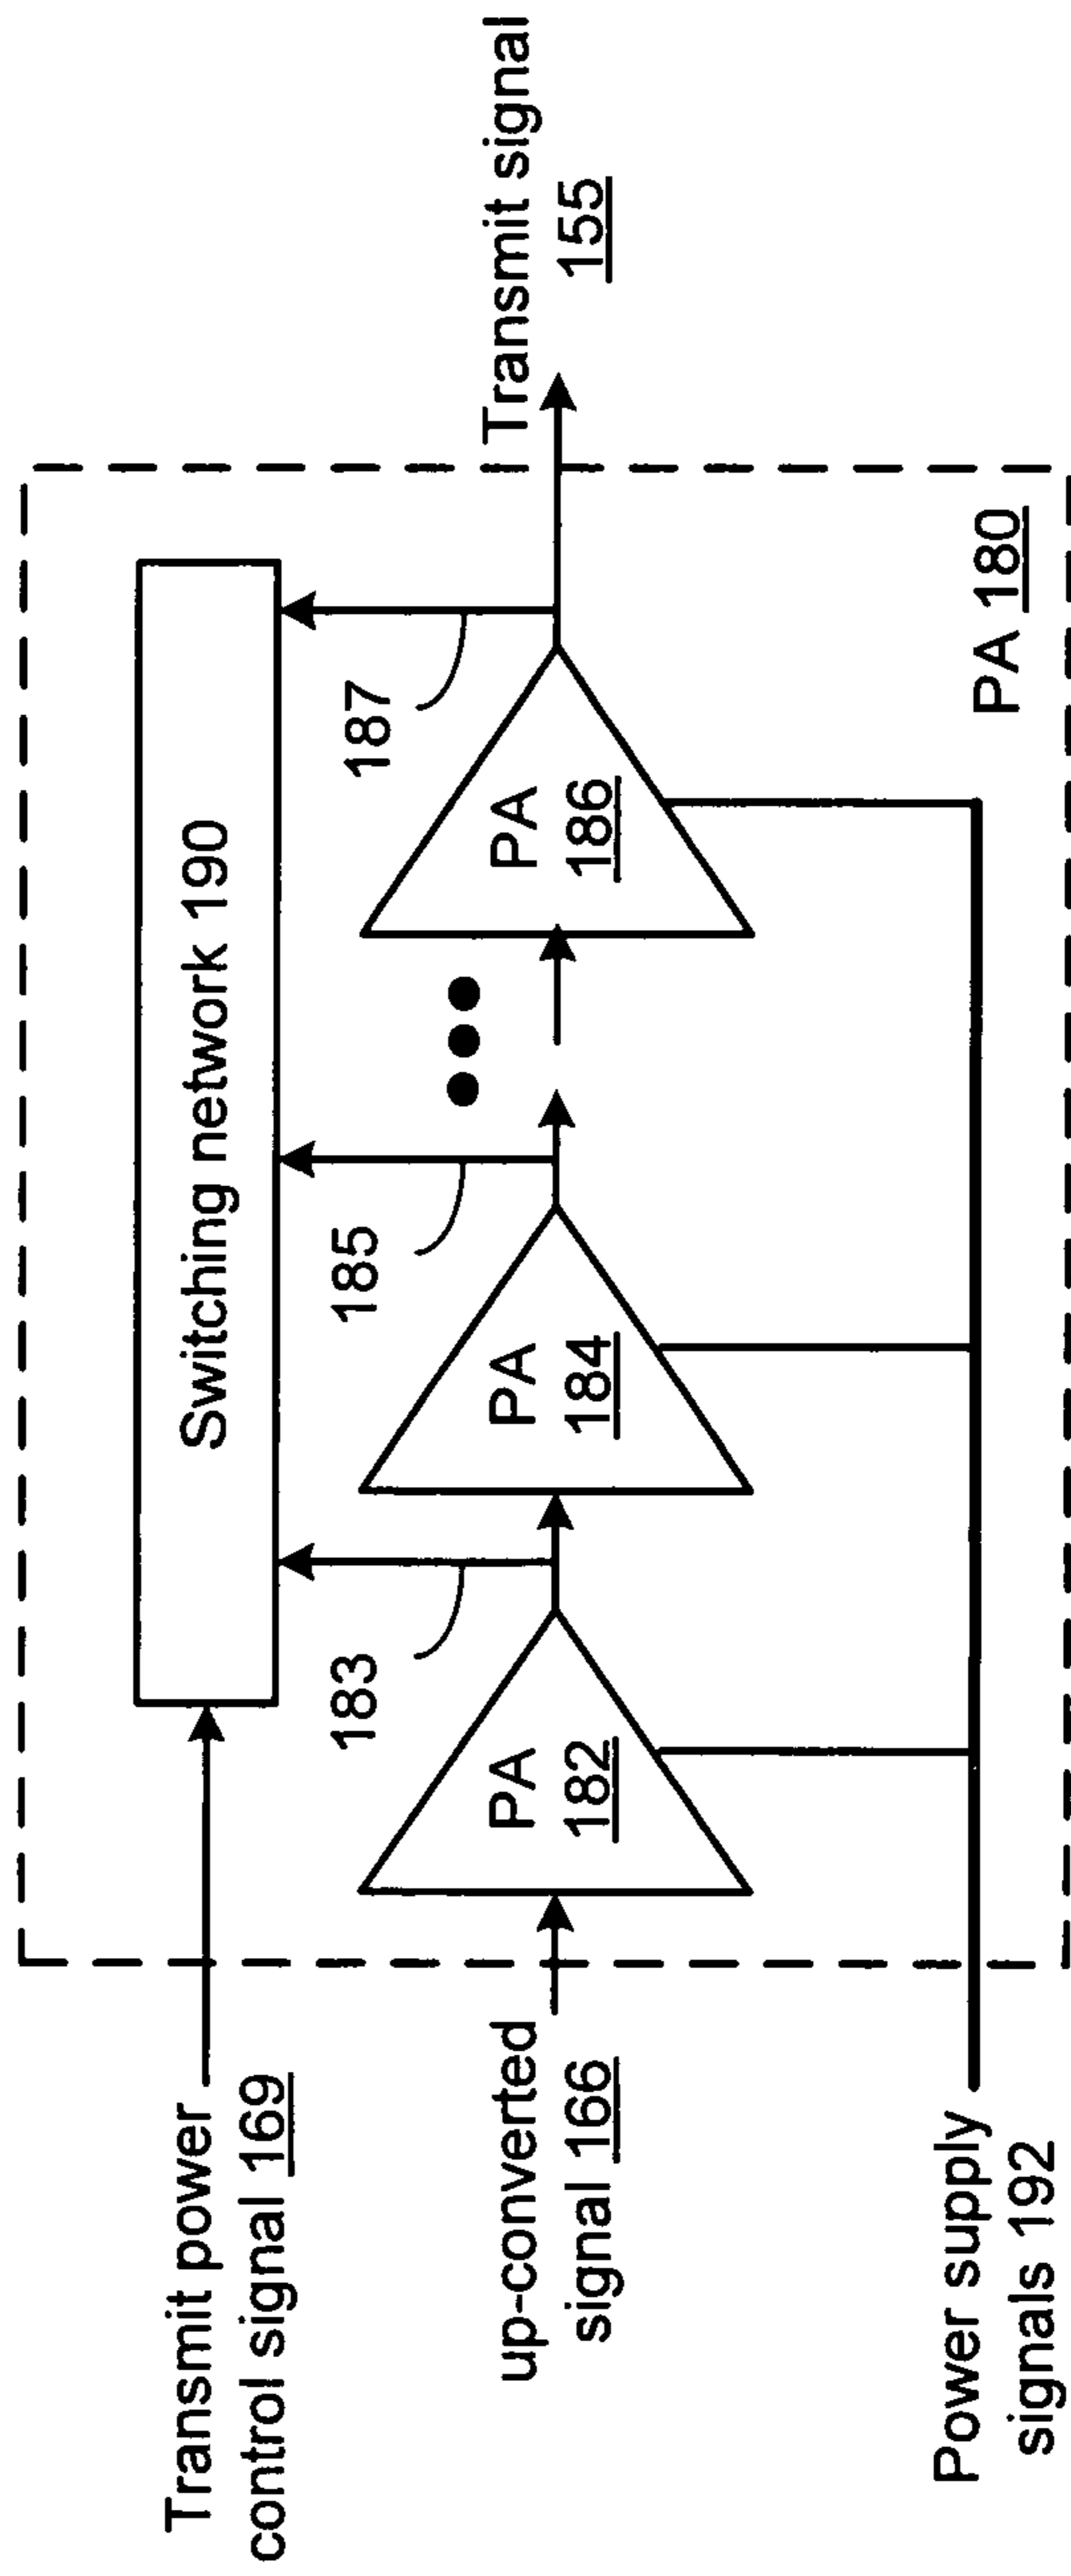 Transmit power
control signal 169
Switching network 190
183
185
187
up-converted
signal 166
PA
182
PA
184
PA
186
Transmit signal
155
Power supply
signals 192
PA 180